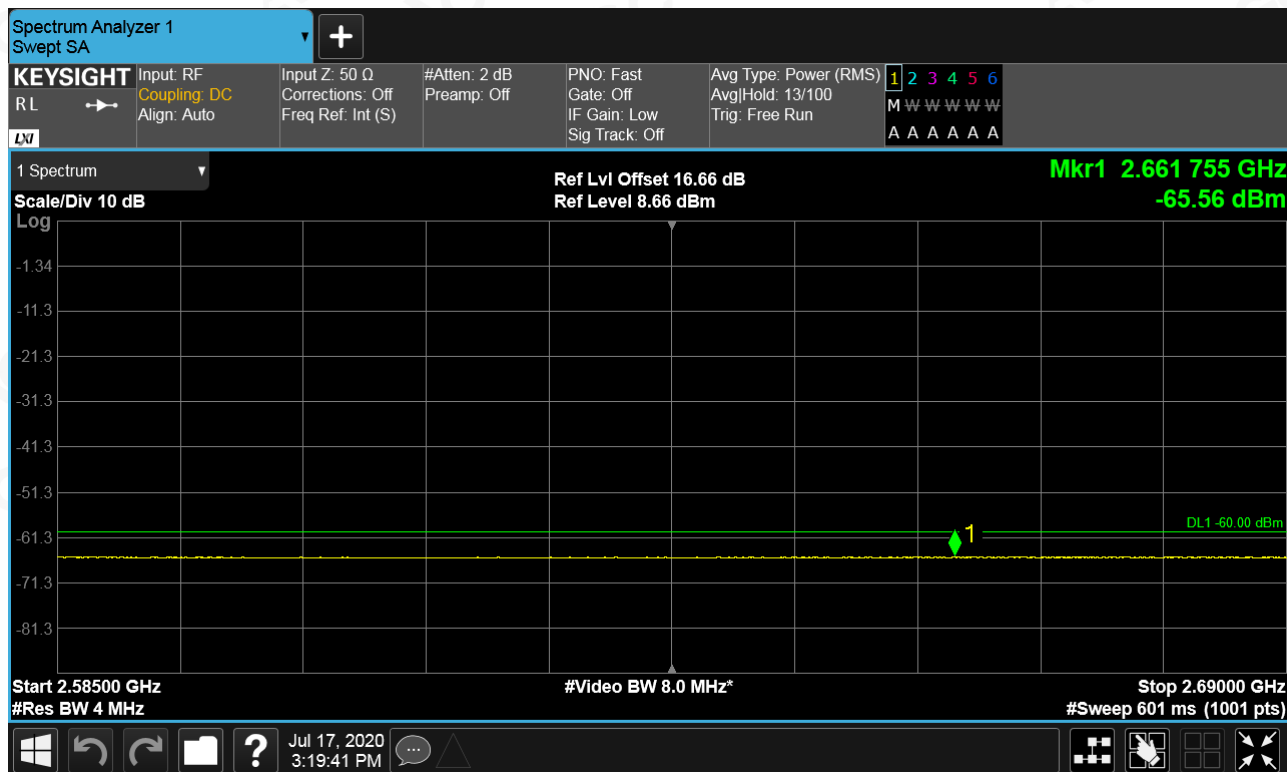 Spectrum Analyzer 1
Swept SA
+
KEYSIGHT
R L
LXI
Input: RF
Coupling: DC
Align: Auto
Input Z: 50 Ω
Corrections: Off
Freq Ref: Int (S)
#Atten: 2 dB
Preamp: Off
PNO: Fast
Gate: Off
IF Gain: Low
Sig Track: Off
Avg Type: Power (RMS)
Avg|Hold: 13/100
Trig: Free Run
1 2 3 4 5 6
M W W W W W
A A A A A A
1 Spectrum
Scale/Div 10 dB
Log
Ref Lvl Offset 16.66 dB
Ref Level 8.66 dBm
Mkr1 2.661 755 GHz
-65.56 dBm
-1.34
-11.3
-21.3
-31.3
-41.3
-51.3
-61.3
-71.3
-81.3
DL1 -60.00 dBm
1
Start 2.58500 GHz
#Res BW 4 MHz
#Video BW 8.0 MHz*
Stop 2.69000 GHz
#Sweep 601 ms (1001 pts)
?
Jul 17, 2020
3:19:41 PM